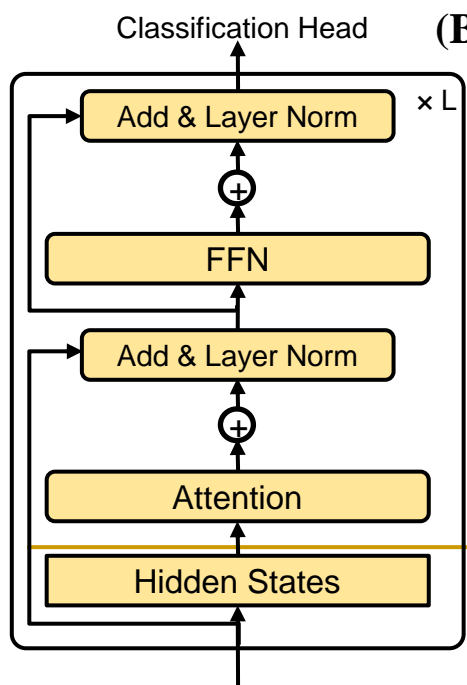 Classification Head
(B
× L
Add & Layer Norm
+
FFN
Add & Layer Norm
+
Attention
Hidden States